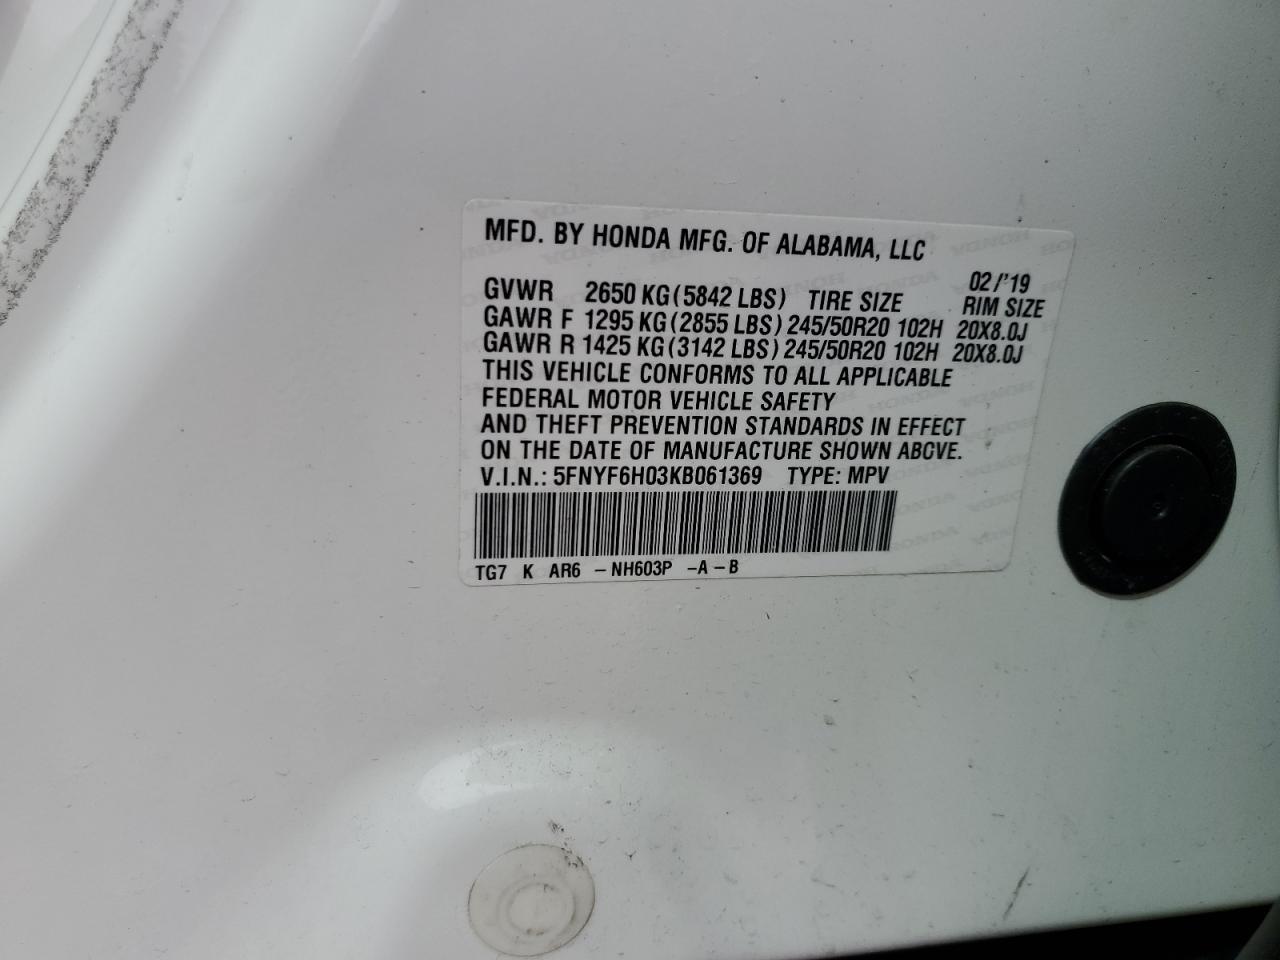 MFD. BY HONDA MFG. OF ALABAMA, LLC
02/'19
GVWR 2650 KG (5842 LBS) TIRE SIZE RIM SIZE
GAWR F 1295 KG (2855 LBS) 245/50R20 102H 20X8.0J
GAWR R 1425 KG (3142 LBS) 245/50R20 102H 20X8.0J
THIS VEHICLE CONFORMS TO ALL APPLICABLE
FEDERAL MOTOR VEHICLE SAFETY
AND THEFT PREVENTION STANDARDS IN EFFECT
ON THE DATE OF MANUFACTURE SHOWN ABOVE.
V.I.N.: 5FNYF6H03KB061369 TYPE: MPV
TG7 K AR6 - NH603P - A - B